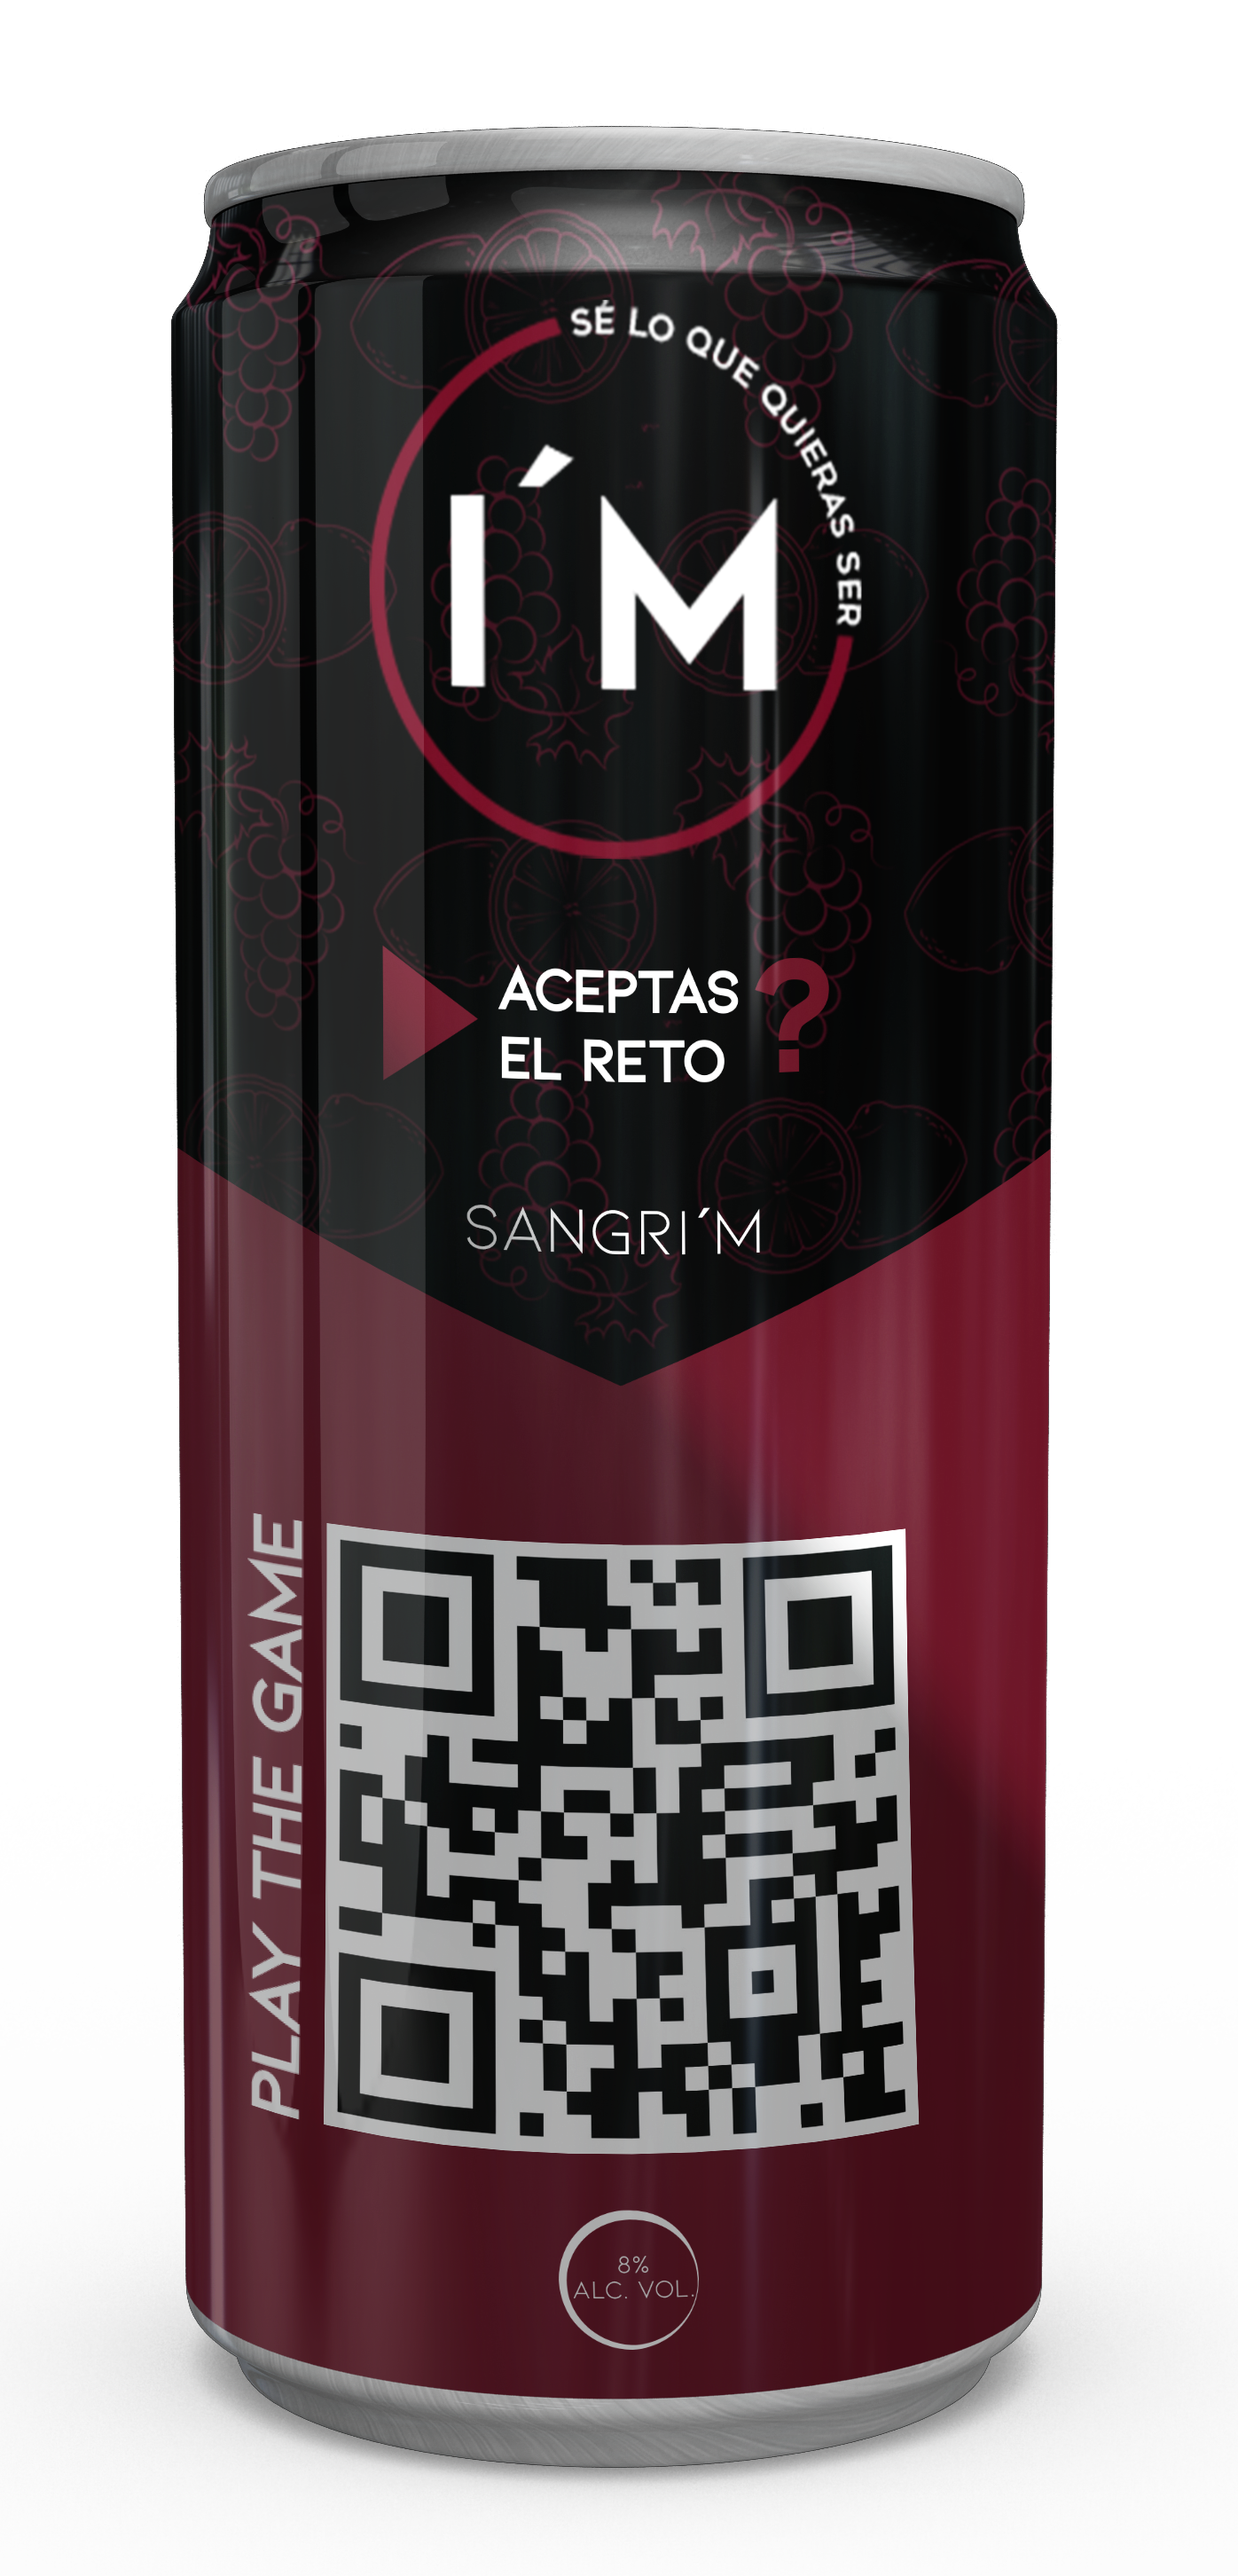 SÉ LO QUE QUIERAS SER
I´M
ACEPTAS
EL RETO
?
SANGRI´M
PLAY THE GAME
8%
ALC. VOL.